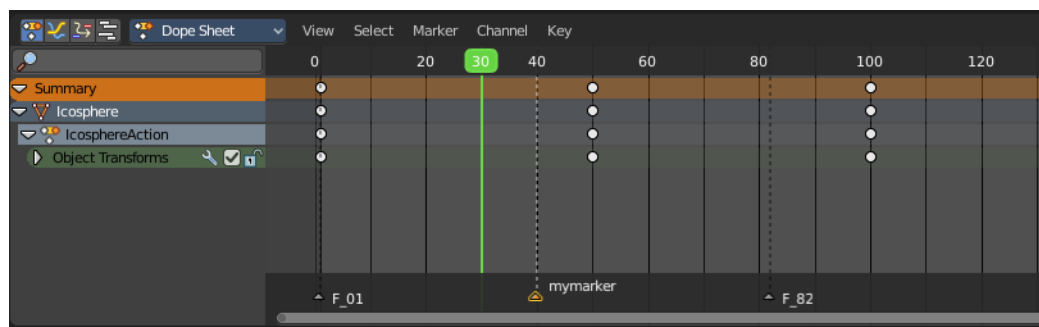 Dope Sheet View Select Marker Channel Key
0 20 30 40 60 80 100 120
Summary
Icosphere
IcosphereAction
Object Transforms
mymarker
F_01 F_82